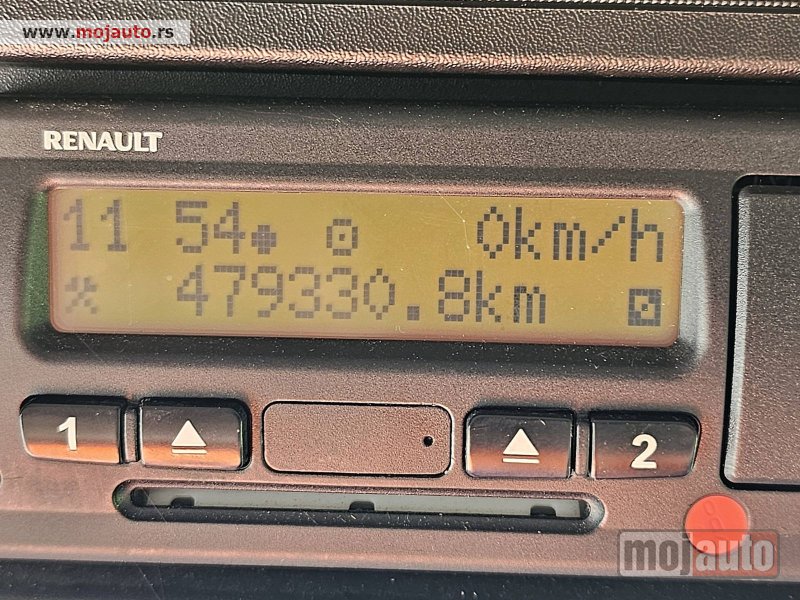 www.mojauto.rs
RENAULT
11 54 0km/h
479330.8km
1 2
mojauto